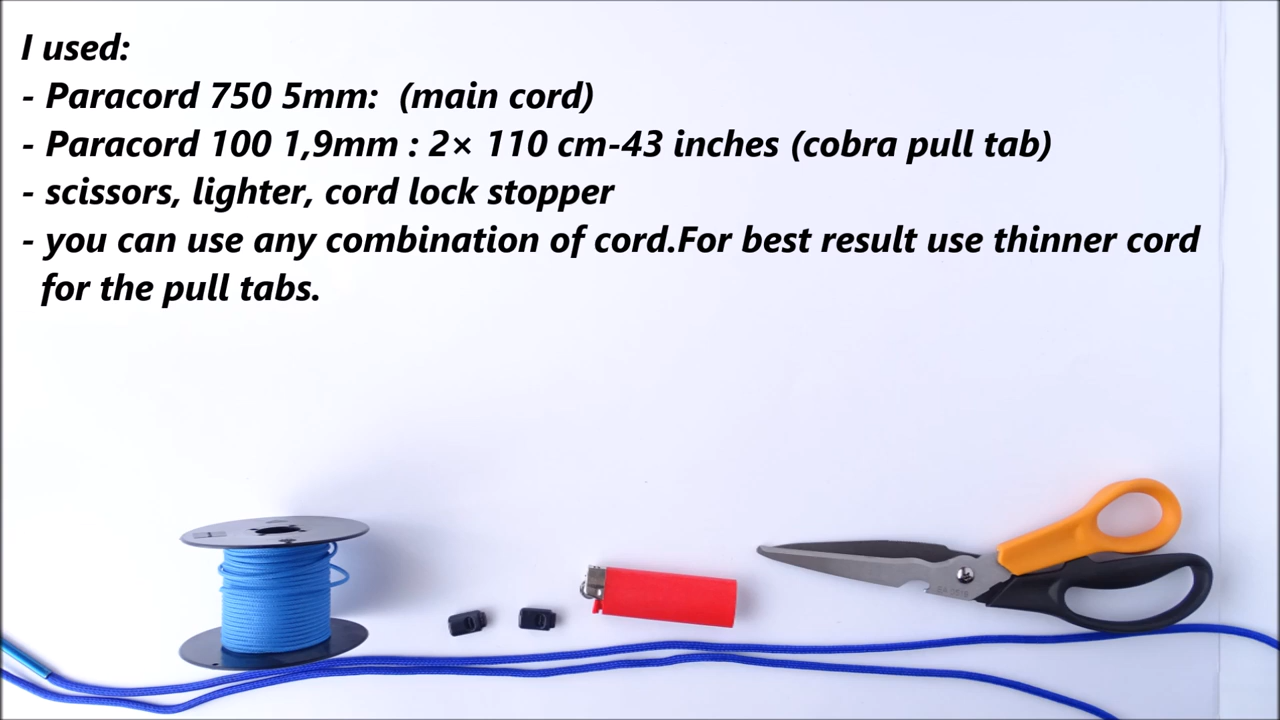 I used:
- Paracord 750 5mm:  (main cord)
- Paracord 100 1,9mm : 2× 110 cm-43 inches (cobra pull tab)
- scissors, lighter, cord lock stopper
- you can use any combination of cord.For best result use thinner cord
for the pull tabs.